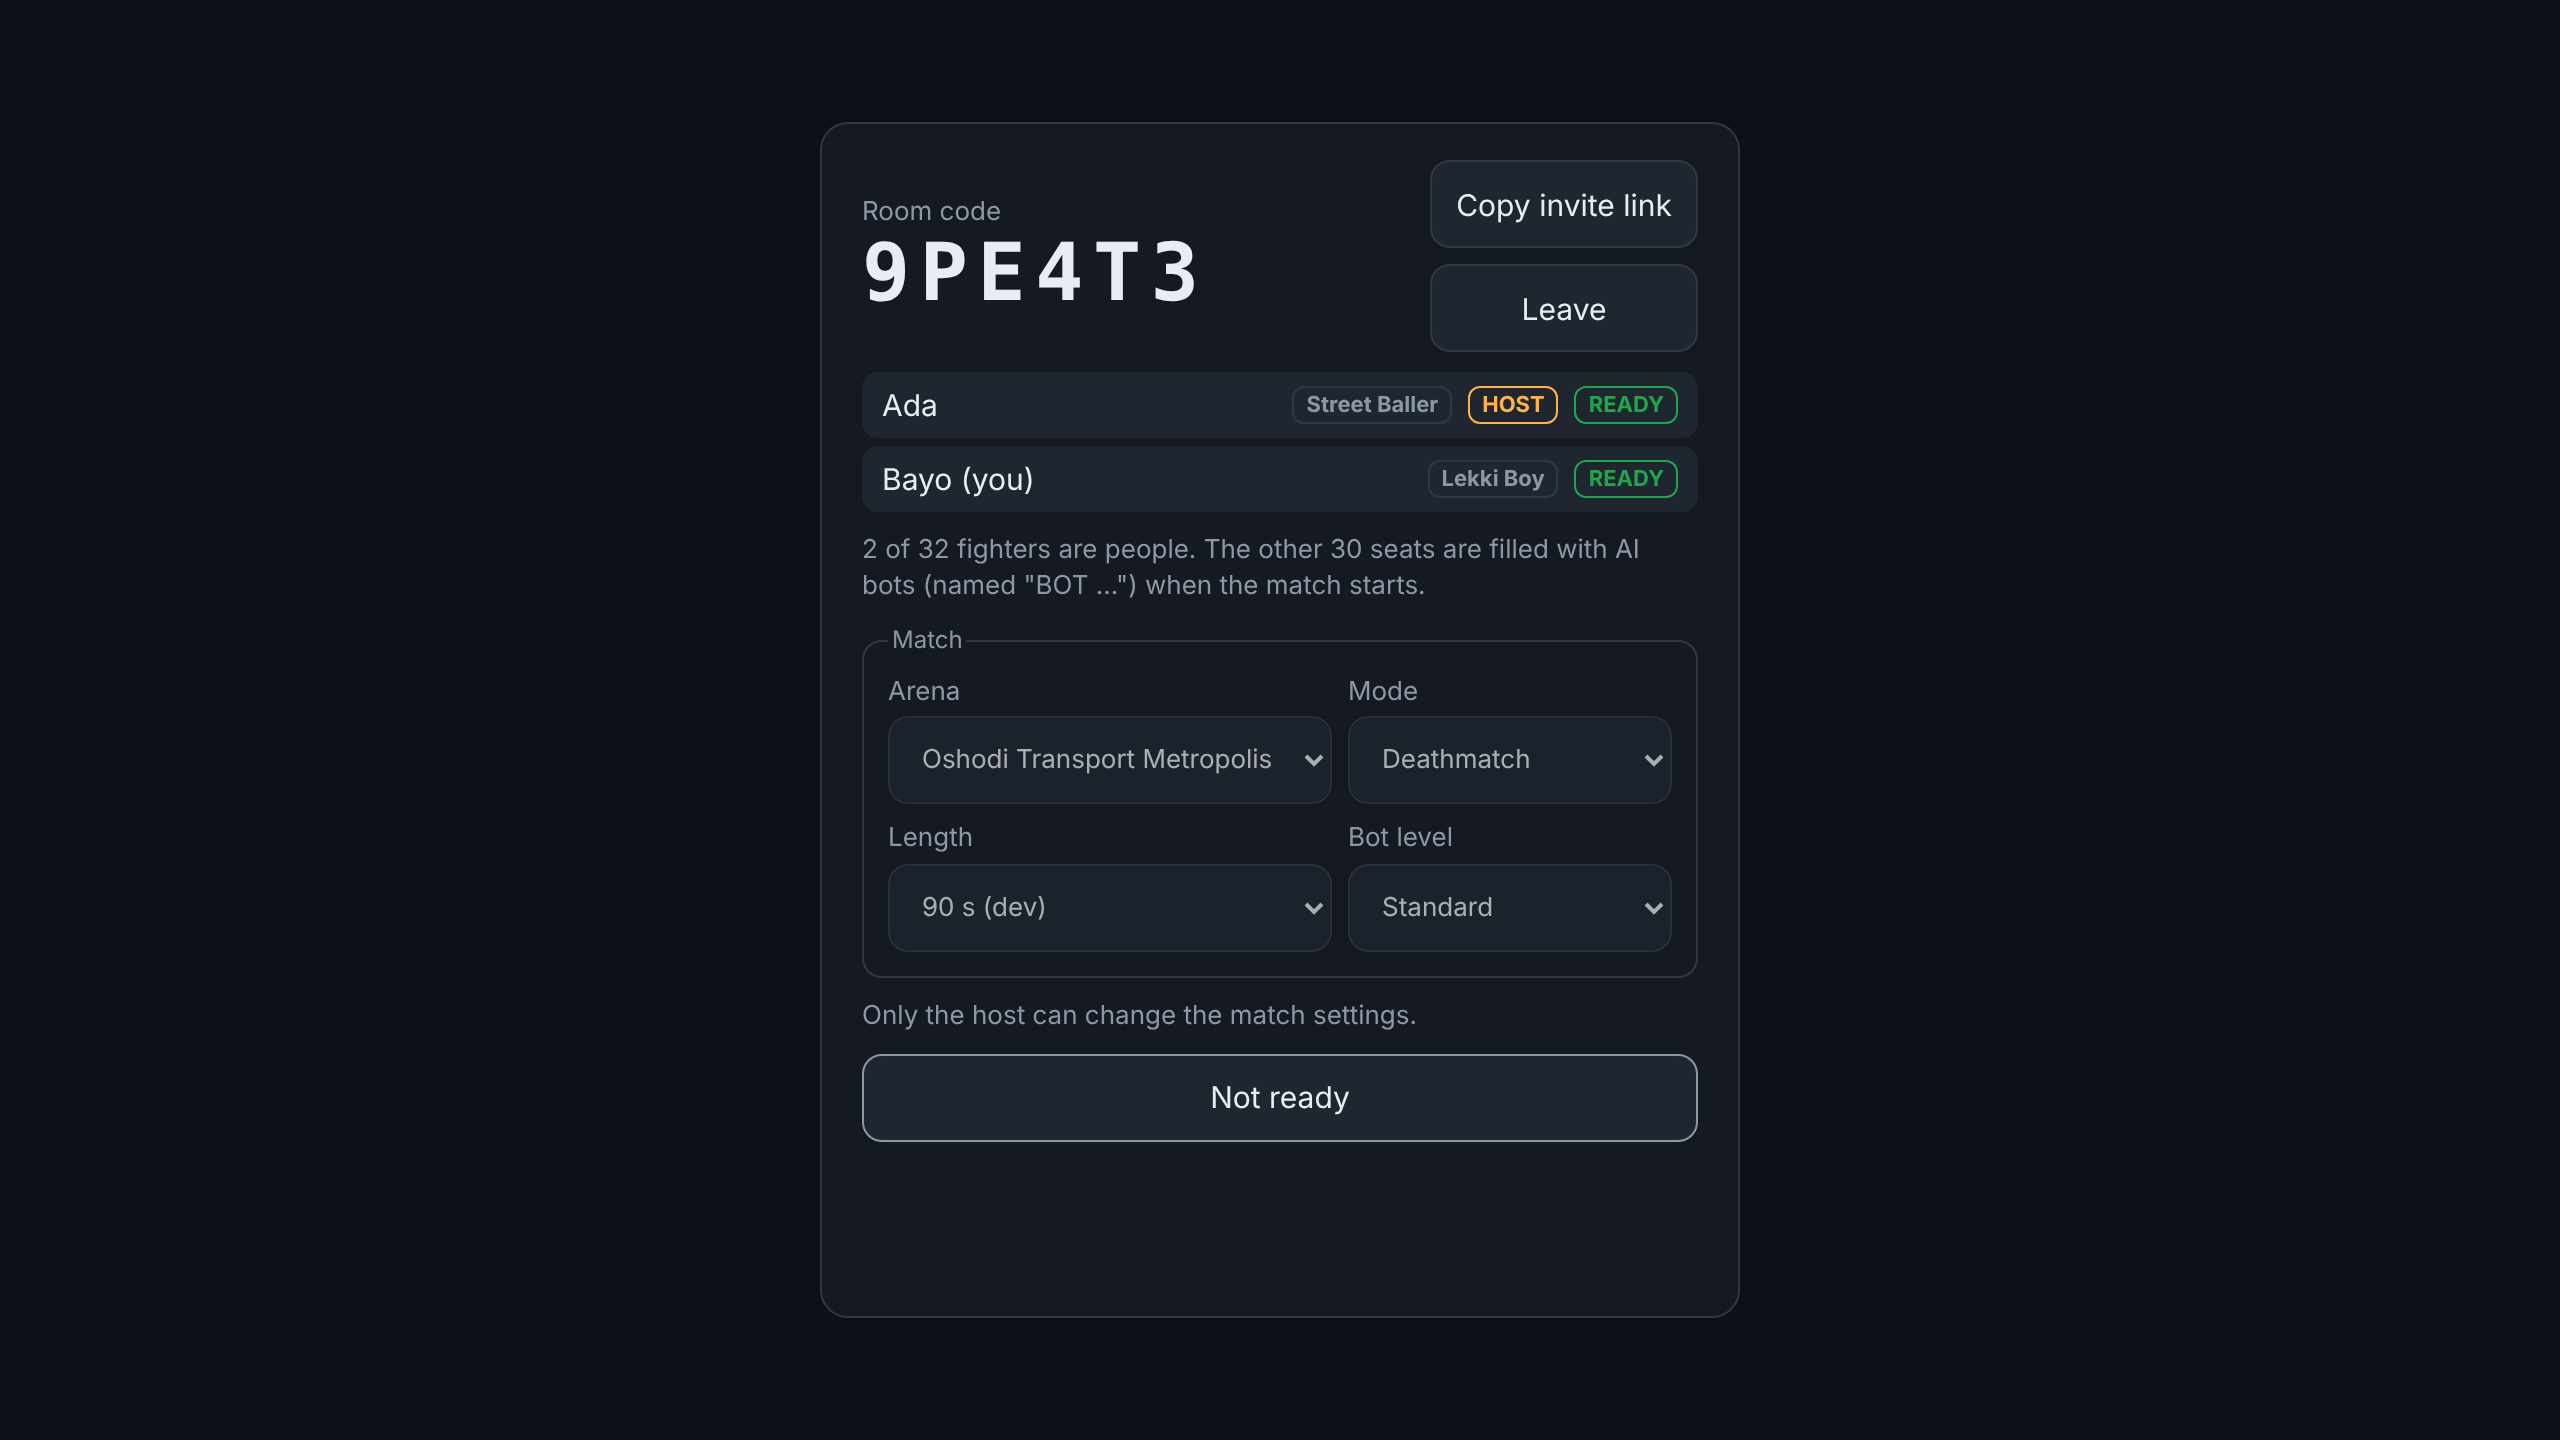 Room code
9PE4T3
Copy invite link
Leave
Ada
Street Baller
HOST
READY
Bayo (you)
Lekki Boy
READY
2 of 32 fighters are people. The other 30 seats are filled with AI
bots (named "BOT ...") when the match starts.
Match
Arena
Mode
Oshodi Transport Metropolis
Deathmatch
Length
Bot level
90 s (dev)
Standard
Only the host can change the match settings.
Not ready